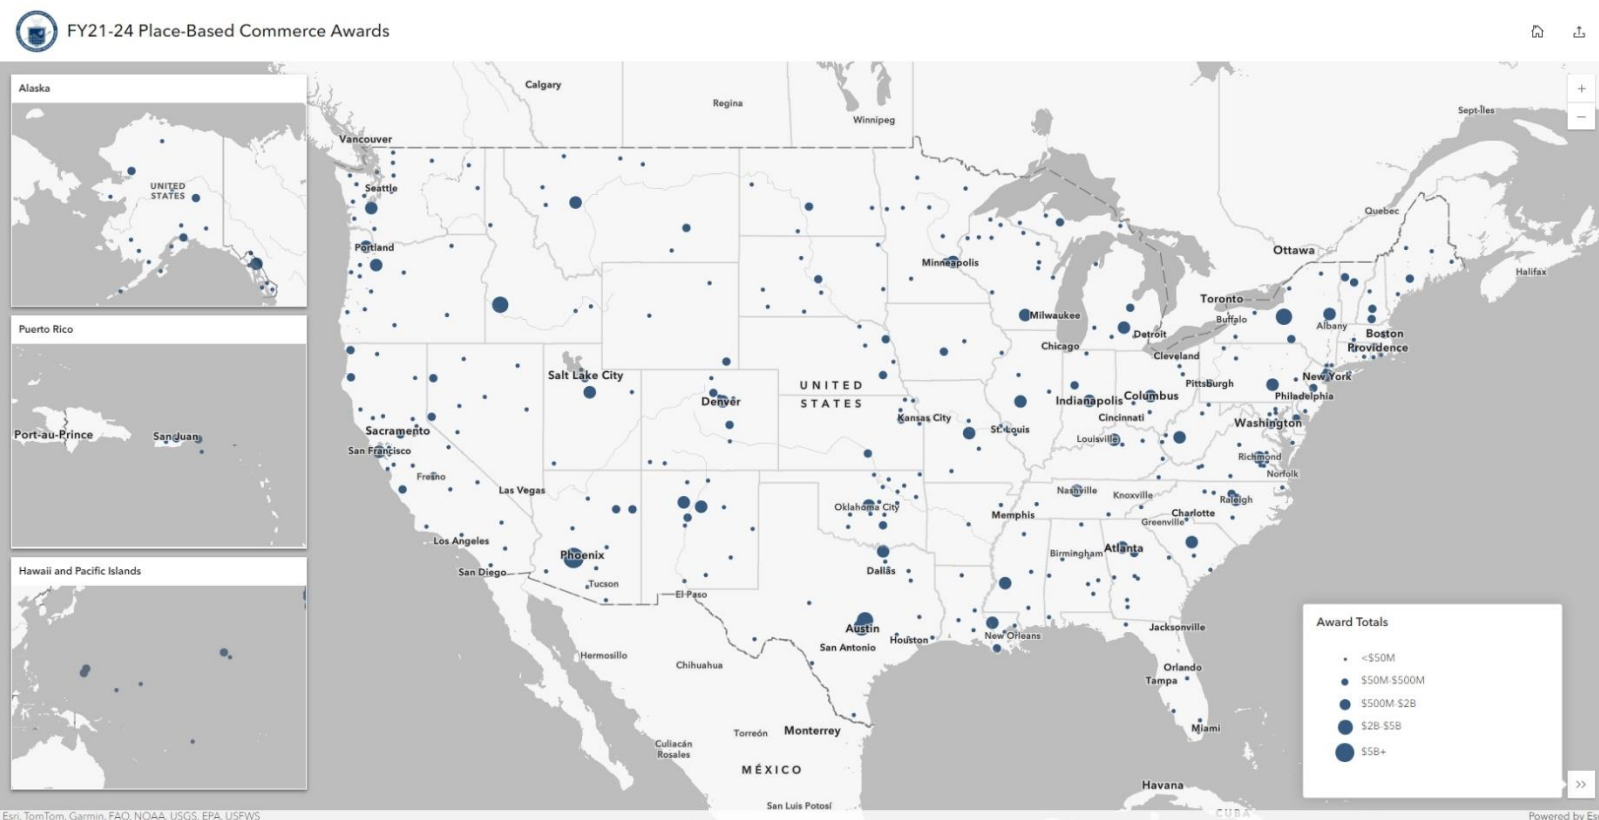 FY21-24 Place-Based Commerce Awards
Alaska
UNITED
STATES
Puerto Rico
Port-au-Prince
San Juan
Hawaii and Pacific Islands
Calgary
Regina
Winnipeg
Sept-Îles
Vancouver
Seattle
Quebec
Portland
Ottawa
Minneapolis
Halifax
Toronto
Milwaukee
Buffalo
Albany
Detroit
Boston
Chicago
Providence
Cleveland
Salt Lake City
New York
UNITED
STATES
Pittsburgh
Denver
Indianapolis
Columbus
Philadelphia
Kansas City
Cincinnati
Washington
Sacramento
St. Louis
Louisville
San Francisco
Richmond
Fresno
Norfolk
Las Vegas
Nashville
Knoxville
Raleigh
Oklahoma City
Memphis
Charlotte
Greenville
Los Angeles
Phoenix
Birmingham
Atlanta
San Diego
Dallas
Tucson
El Paso
Austin
Jacksonville
Houston
New Orleans
San Antonio
Hermosillo
Chihuahua
Orlando
Tampa
Torreón
Monterrey
Miami
Culiacán
Rosales
MÉXICO
Havana
San Luis Potosí
CUBA
Award Totals
<$50M
$50M-$500M
$500M-$2B
$2B-$5B
$5B+
Esri, TomTom, Garmin, FAO, NOAA, USGS, EPA, USFWS
Powered by Esri